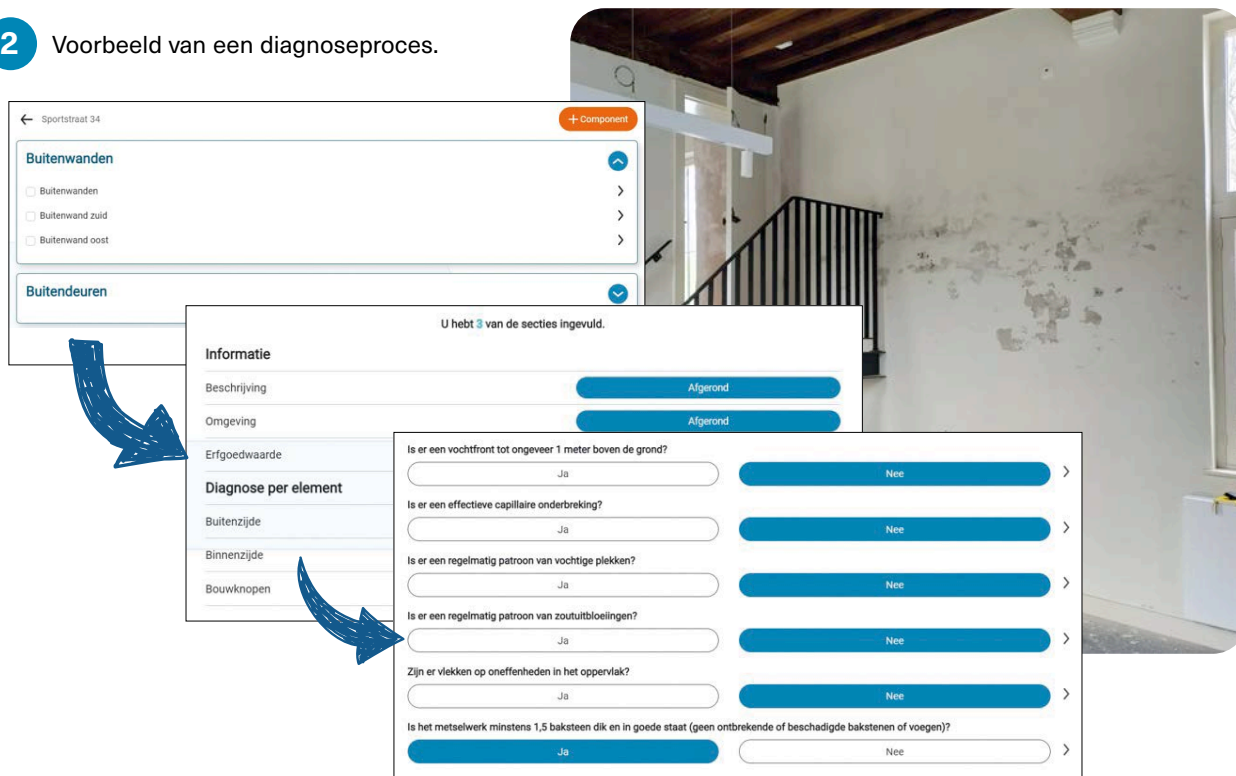 2
Voorbeeld van een diagnoseproces.
Sportstraat 34
+ Component
Buitenwanden
Buitenwanden
Buitenwand zuid
Buitenwand oost
Buitendeuren
U hebt 3 van de secties ingevuld.
Informatie
Beschrijving Afgerond
Omgeving Afgerond
Erfgoedwaarde
Diagnose per element
Buitenzijde
Binnenzijde
Bouwknopen
Is er een vochtfront tot ongeveer 1 meter boven de grond?
Ja Nee
Is er een effectieve capillaire onderbreking?
Ja Nee
Is er een regelmatig patroon van vochtige plekken?
Ja Nee
Is er een regelmatig patroon van zoutuitbloeiingen?
Ja Nee
Zijn er vlekken op oneffenheden in het oppervlak?
Ja Nee
Is het metselwerk minstens 1,5 baksteen dik en in goede staat (geen ontbrekende of beschadigde bakstenen of voegen)?
Ja Nee